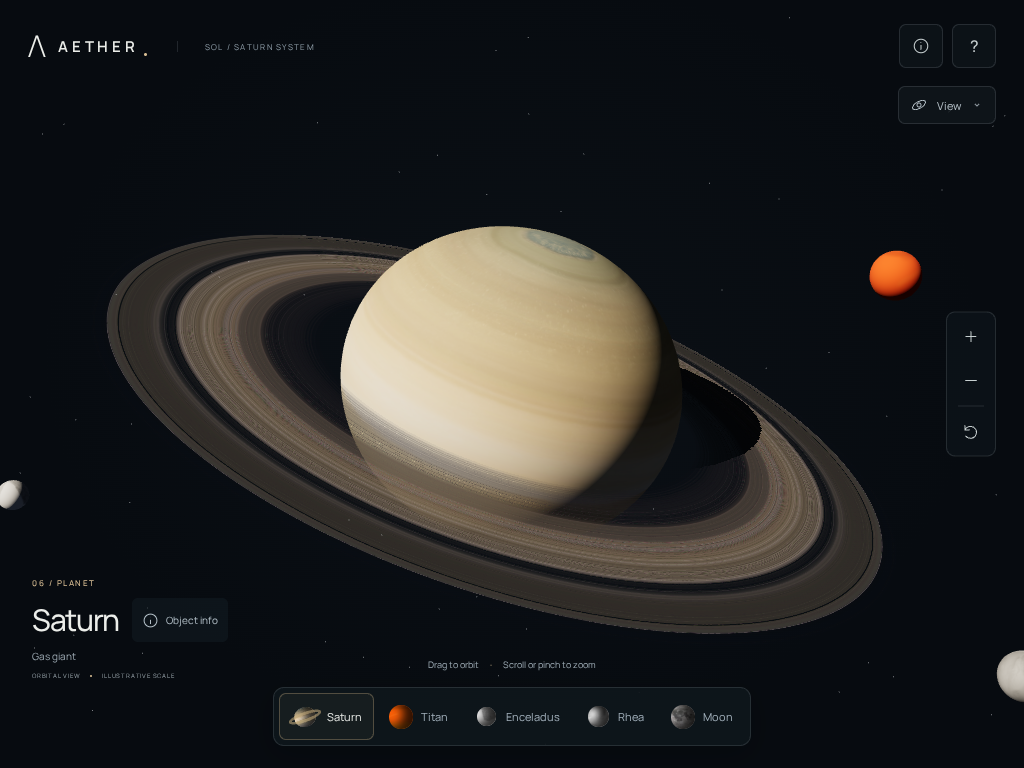 AETHER.
SOL / SATURN SYSTEM
?
View
+
−
06 / PLANET
Saturn
Object info
Gas giant
ORBITAL VIEW • ILLUSTRATIVE SCALE
Drag to orbit · Scroll or pinch to zoom
Saturn
Titan
Enceladus
Rhea
Moon